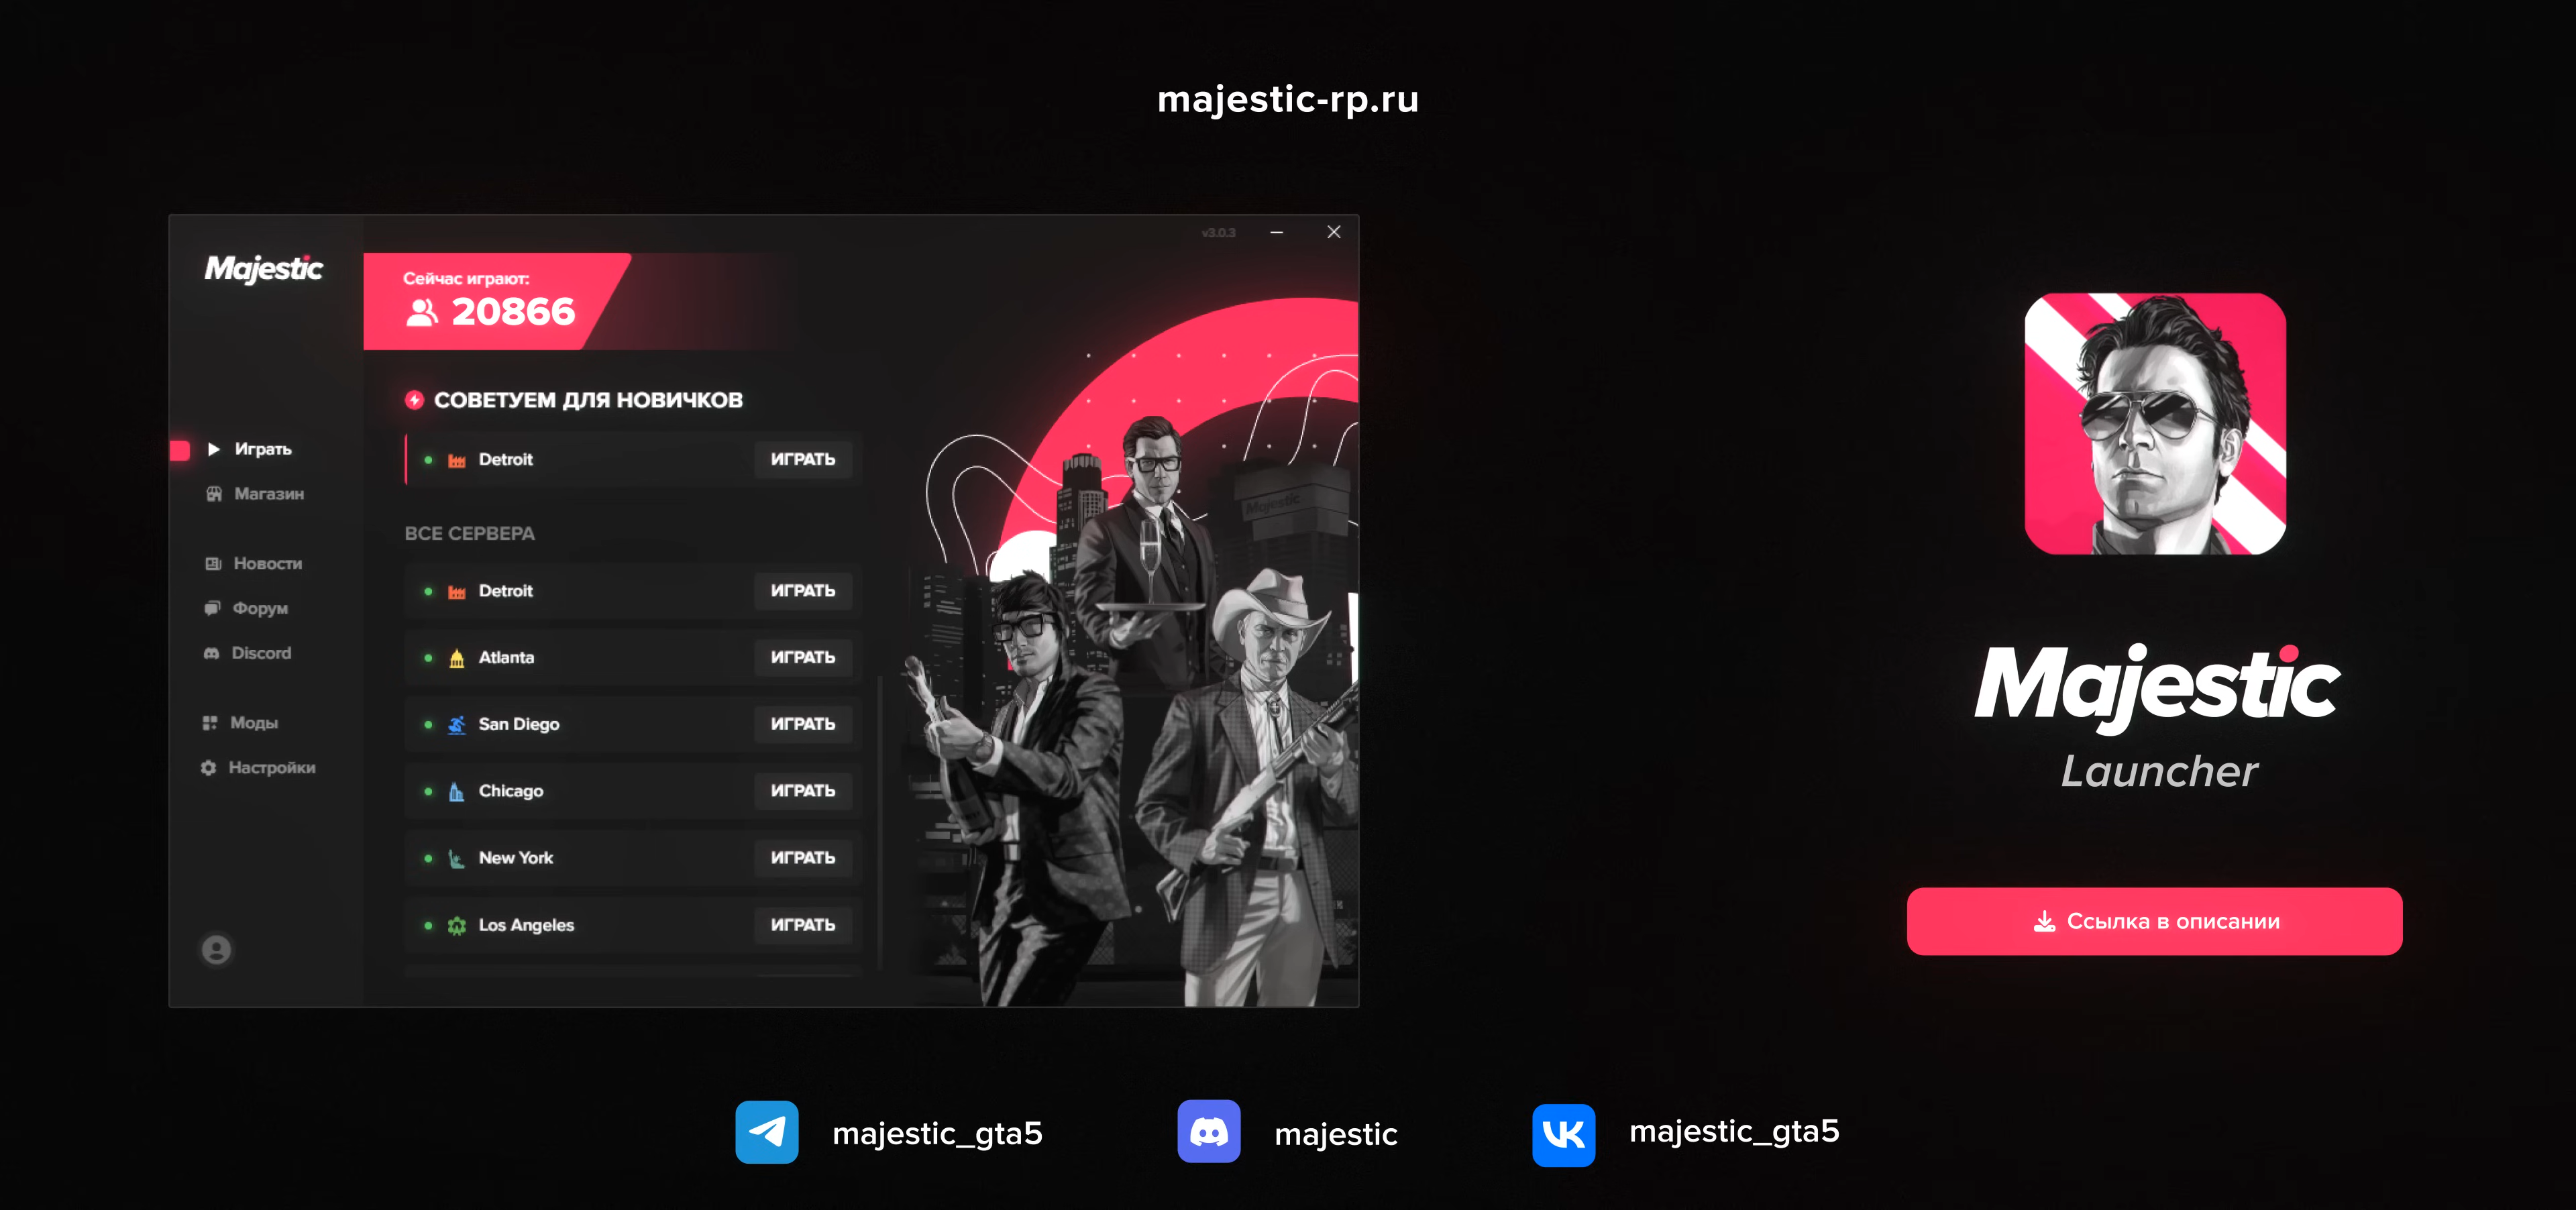 majestic-rp.ru
v3.0.3
Majestic
Сейчас играют:
20866
СОВЕТУЕМ ДЛЯ НОВИЧКОВ
Detroit ИГРАТЬ
ВСЕ СЕРВЕРА
Detroit ИГРАТЬ
Atlanta ИГРАТЬ
San Diego ИГРАТЬ
Chicago ИГРАТЬ
New York ИГРАТЬ
Los Angeles ИГРАТЬ
Играть
Магазин
Новости
Форум
Discord
Моды
Настройки
Majestic
Majestic
Launcher
Ссылка в описании
majestic_gta5
majestic
majestic_gta5